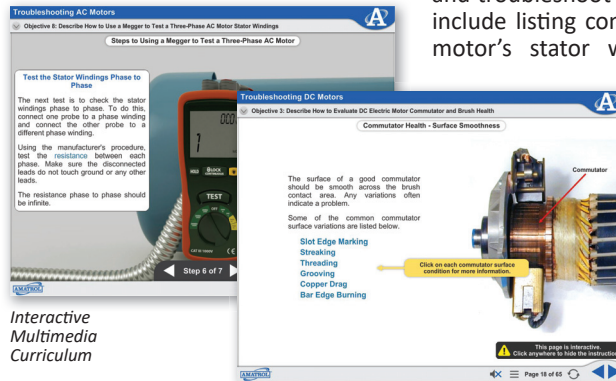 and troubleshoot
include listing con
motor's stator w
Troubleshooting AC Motors
Objective 8: Describe How to Use a Megger to Test a Three-Phase AC Motor Stator Windings
Steps to Using a Megger to Test a Three-Phase AC Motor
Test the Stator Windings Phase to
Phase
The next test is to check the stator
windings phase to phase. To do this,
connect one probe to a phase winding
and connect the other probe to a
different phase winding.
Using the manufacturer's procedure,
test the resistance between each
phase. Make sure the disconnected
leads do not touch ground or any other
leads.
The resistance phase to phase should
be infinite.
HOLD
QUICK
TEST
OFF
Step 6 of 7
AMATROL
A
Troubleshooting DC Motors
Objective 3: Describe How to Evaluate DC Electric Motor Commutator and Brush Health
Commutator Health - Surface Smoothness
The surface of a good commutator
should be smooth across the brush
contact area. Any variations often
indicate a problem.
Some of the common commutator
surface variations are listed below.
Slot Edge Marking
Streaking
Threading
Grooving
Copper Drag
Bar Edge Burning
Click on each commutator surface
condition for more information.
Commutator
This page is interactive.
Click anywhere to hide the instruction
AMATROL
Page 18 of 65
A
Interactive
Multimedia
Curriculum